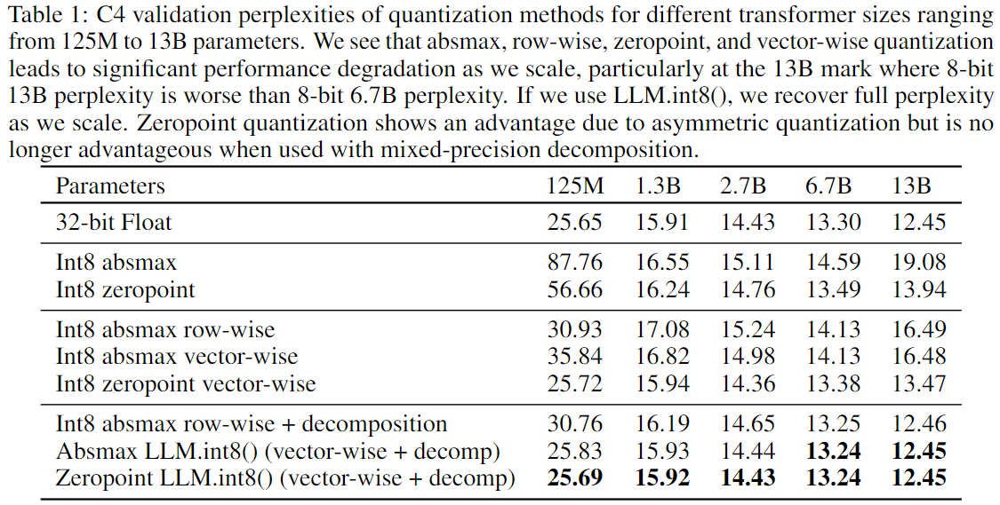 Table 1: C4 validation perplexities of quantization methods for different transformer sizes ranging
from 125M to 13B parameters. We see that absmax, row-wise, zeropoint, and vector-wise quantization
leads to significant performance degradation as we scale, particularly at the 13B mark where 8-bit
13B perplexity is worse than 8-bit 6.7B perplexity. If we use LLM.int8(), we recover full perplexity
as we scale. Zeropoint quantization shows an advantage due to asymmetric quantization but is no
longer advantageous when used with mixed-precision decomposition.
Parameters 125M 1.3B 2.7B 6.7B 13B
32-bit Float 25.65 15.91 14.43 13.30 12.45
Int8 absmax 87.76 16.55 15.11 14.59 19.08
Int8 zeropoint 56.66 16.24 14.76 13.49 13.94
Int8 absmax row-wise 30.93 17.08 15.24 14.13 16.49
Int8 absmax vector-wise 35.84 16.82 14.98 14.13 16.48
Int8 zeropoint vector-wise 25.72 15.94 14.36 13.38 13.47
Int8 absmax row-wise + decomposition 30.76 16.19 14.65 13.25 12.46
Absmax LLM.int8() (vector-wise + decomp) 25.83 15.93 14.44 13.24 12.45
Zeropoint LLM.int8() (vector-wise + decomp) 25.69 15.92 14.43 13.24 12.45